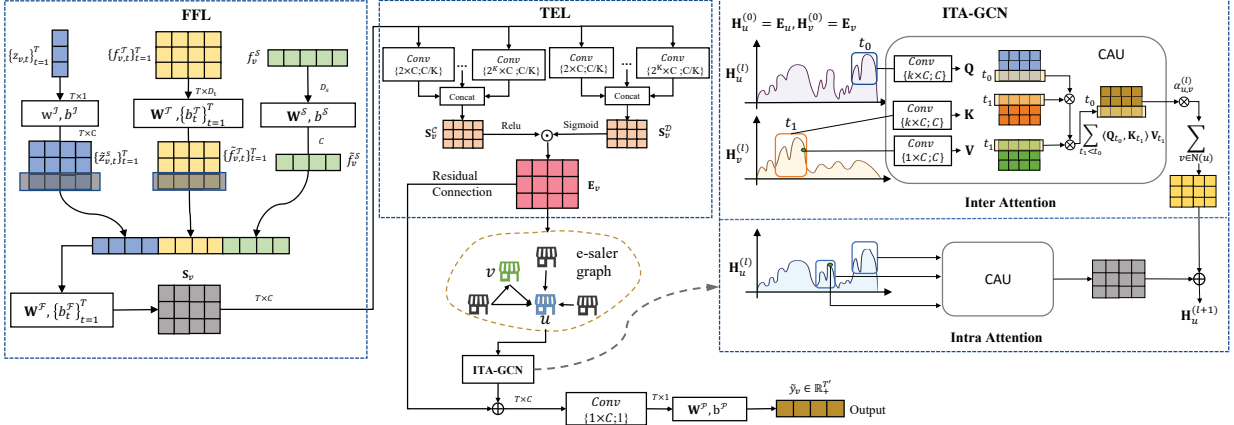 FFL
{z_{v,t}}_{t=1}^{T}
{f_{v,t}^{𝒯}}_{t=1}^{T}
f_v^{𝒮}
T×1
T×D_t
D_s
w^{ℐ}, b^{ℐ}
W^{𝒯}, {b_t^{𝒯}}_{t=1}^{T}
W^{𝒮}, b^{𝒮}
T×C
C
{z_{v,t}^{s}}_{t=1}^{T}
{f̃_{v,t}^{𝒯}}_{t=1}^{T}
f̃_v^{𝒮}
S_v
W^{ℱ}, {b_t^{ℱ}}_{t=1}^{T}
T×C
TEL
Conv
{2×C;C/K}
...
Conv
{2^K×C ;C/K}
Conv
{2×C;C/K}
...
Conv
{2^K×C ;C/K}
Concat
Concat
S_v^{𝒞}
Relu
Sigmoid
S_v^{𝒟}
Residual
Connection
E_v
e-saler
graph
v
u
ITA-GCN
T×C
Conv
{1×C;1}
T×1
W^{𝒫}, b^{𝒫}
ỹ_v ∈ ℝ_+^{T'}
Output
ITA-GCN
H_u^{(0)} = E_u, H_v^{(0)} = E_v
t_0
H_u^{(l)}
t_1
H_v^{(l)}
CAU
Conv
{k×C; C}
Q
Conv
{k×C; C}
K
Conv
{1×C; C}
V
t_0
t_1
t_1
t_0
∑_{t_1<t_0} ⟨Q_{t_0}, K_{t_1}⟩ V_{t_1}
α_{u,v}^{(l)}
∑_{v∈N(u)}
Inter Attention
H_u^{(l)}
CAU
H_u^{(l+1)}
Intra Attention